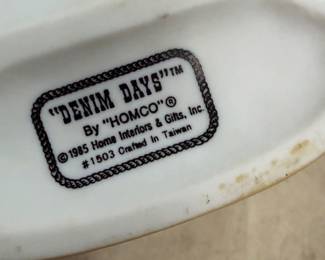 "DENIM DAYS"™
By "HOMCO"®
©1985 Home Interiors & Gifts, Inc.
#1503 Crafted In Taiwan